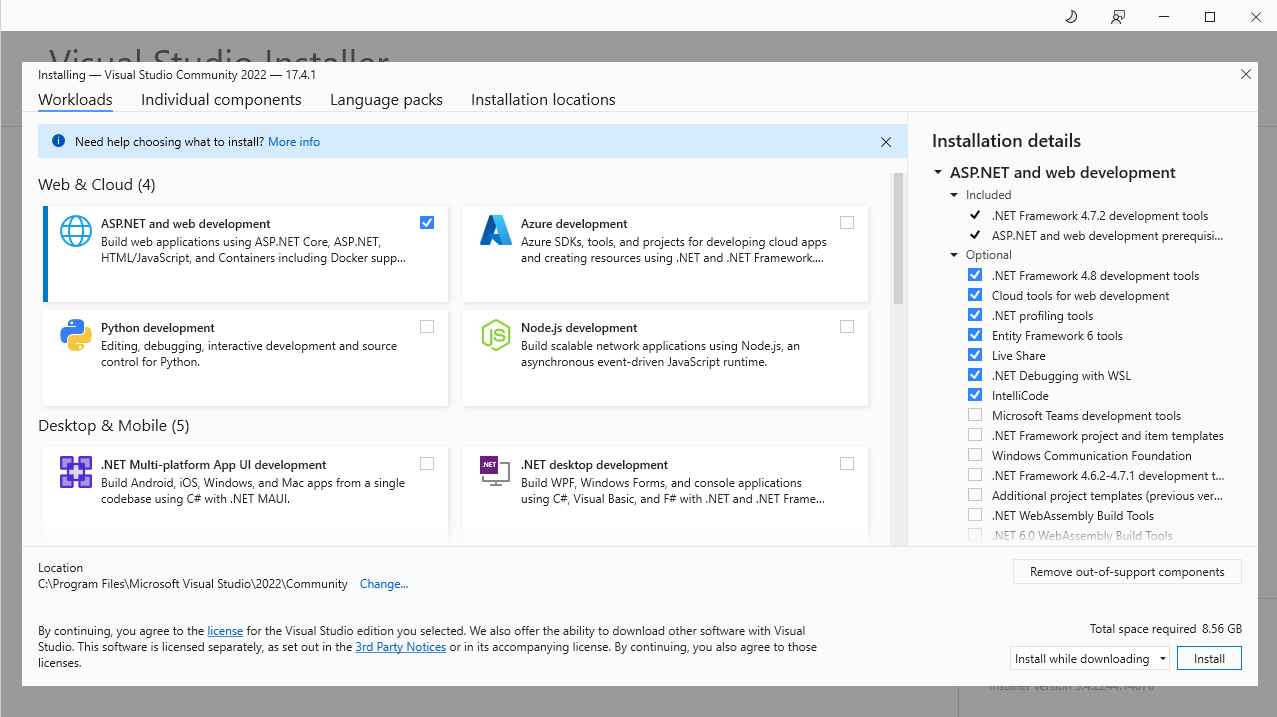 Visual Studio Installer
Installing — Visual Studio Community 2022 — 17.4.1
Workloads
Individual components
Language packs
Installation locations
Need help choosing what to install? More info
Web & Cloud (4)
ASP.NET and web development
Build web applications using ASP.NET Core, ASP.NET,
HTML/JavaScript, and Containers including Docker supp...
Azure development
Azure SDKs, tools, and projects for developing cloud apps
and creating resources using .NET and .NET Framework....
Python development
Editing, debugging, interactive development and source
control for Python.
JS
Node.js development
Build scalable network applications using Node.js, an
asynchronous event-driven JavaScript runtime.
Desktop & Mobile (5)
.NET Multi-platform App UI development
Build Android, iOS, Windows, and Mac apps from a single
codebase using C# with .NET MAUI.
.NET
.NET desktop development
Build WPF, Windows Forms, and console applications
using C#, Visual Basic, and F# with .NET and .NET Frame...
Installation details
ASP.NET and web development
Included
.NET Framework 4.7.2 development tools
ASP.NET and web development prerequisi...
Optional
.NET Framework 4.8 development tools
Cloud tools for web development
.NET profiling tools
Entity Framework 6 tools
Live Share
.NET Debugging with WSL
IntelliCode
Microsoft Teams development tools
.NET Framework project and item templates
Windows Communication Foundation
.NET Framework 4.6.2-4.7.1 development t...
Additional project templates (previous ver...
.NET WebAssembly Build Tools
.NET 6.0 WebAssembly Build Tools
Location
C:\Program Files\Microsoft Visual Studio\2022\Community Change...
Remove out-of-support components
By continuing, you agree to the license for the Visual Studio edition you selected. We also offer the ability to download other software with Visual
Studio. This software is licensed separately, as set out in the 3rd Party Notices or in its accompanying license. By continuing, you also agree to those
licenses.
Total space required 8.56 GB
Install while downloading
Install
Installer version